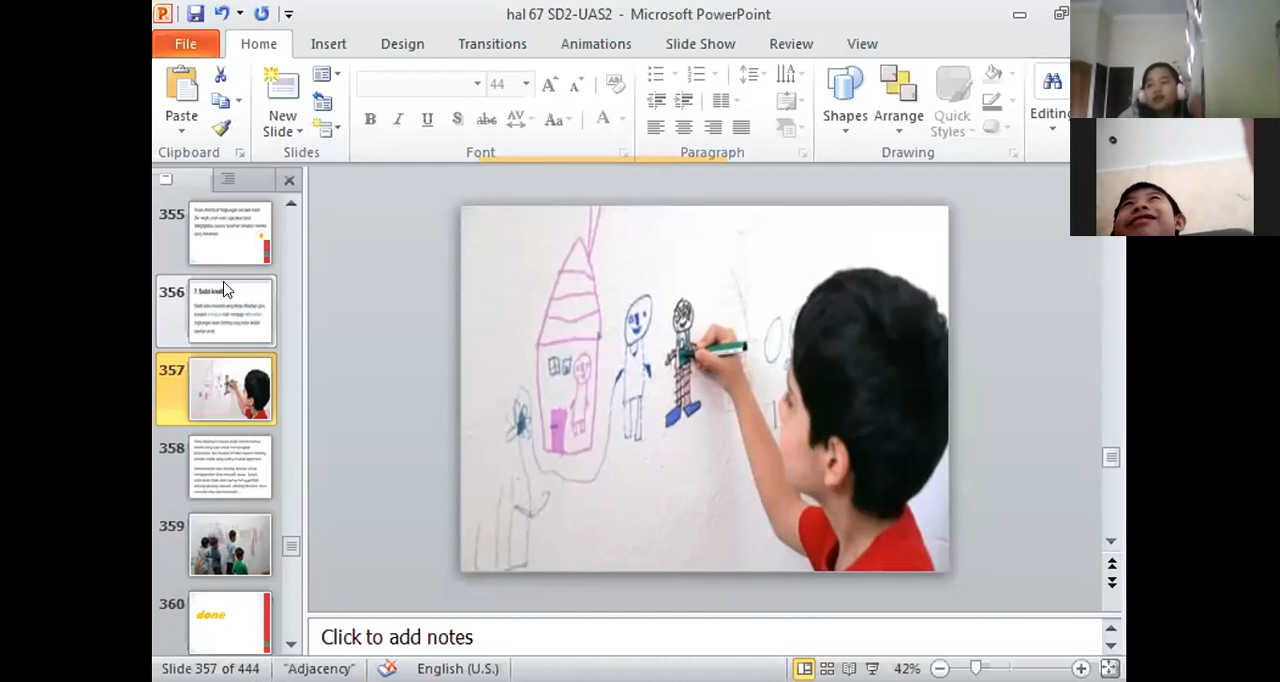 hal 67 SD2-UAS2 - Microsoft PowerPoint
File Home Insert Design Transitions Animations Slide Show Review View
44
Paste
New Slide
Shapes Arrange Quick Styles Editing
Clipboard Slides Font Paragraph Drawing
355
356
357
358
359
360
done
Click to add notes
Slide 357 of 444 "Adjacency" English (U.S.) 42%